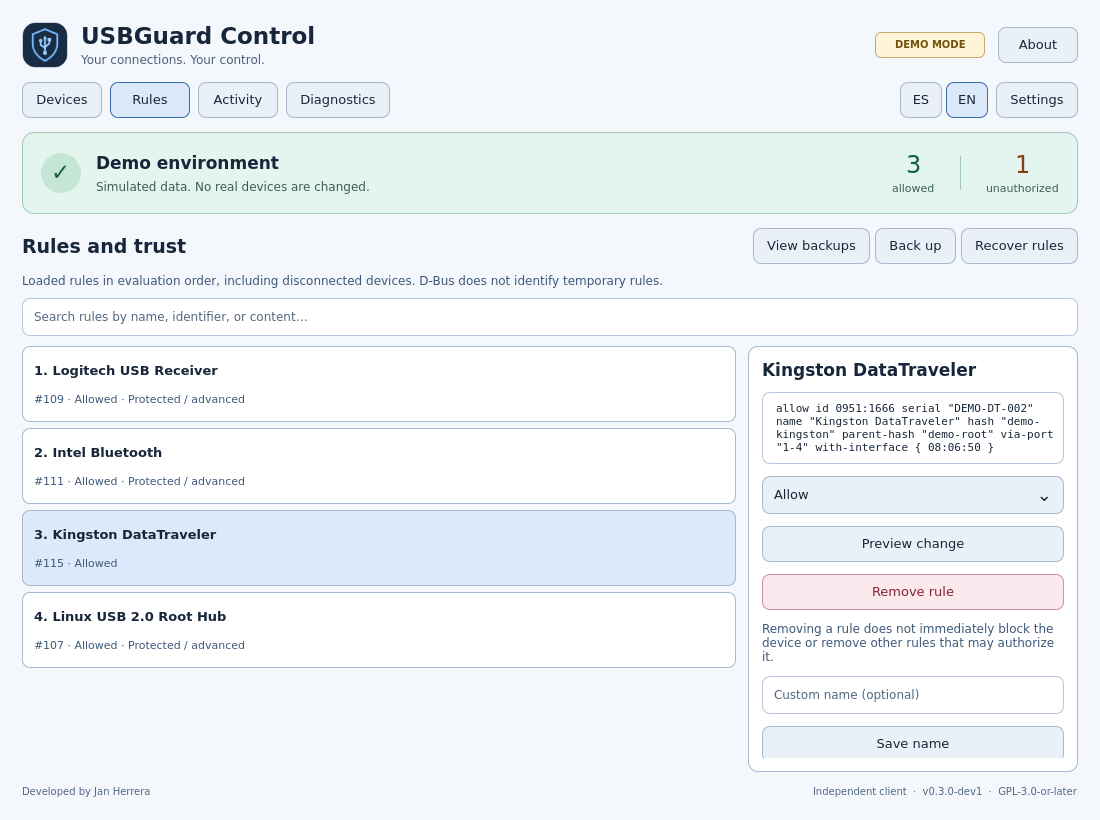 USBGuard Control
Your connections. Your control.
DEMO MODE
About
Devices
Rules
Activity
Diagnostics
ES
EN
Settings
✓
Demo environment
Simulated data. No real devices are changed.
3
allowed
1
unauthorized
Rules and trust
View backups
Back up
Recover rules
Loaded rules in evaluation order, including disconnected devices. D-Bus does not identify temporary rules.
Search rules by name, identifier, or content...
1. Logitech USB Receiver
#109 · Allowed · Protected / advanced
2. Intel Bluetooth
#111 · Allowed · Protected / advanced
3. Kingston DataTraveler
#115 · Allowed
4. Linux USB 2.0 Root Hub
#107 · Allowed · Protected / advanced
Kingston DataTraveler
allow id 0951:1666 serial "DEMO-DT-002"
name "Kingston DataTraveler" hash "demo-
kingston" parent-hash "demo-root" via-port
"1-4" with-interface { 08:06:50 }
Allow
Preview change
Remove rule
Removing a rule does not immediately block the
device or remove other rules that may authorize
it.
Custom name (optional)
Save name
Developed by Jan Herrera
Independent client · v0.3.0-dev1 · GPL-3.0-or-later